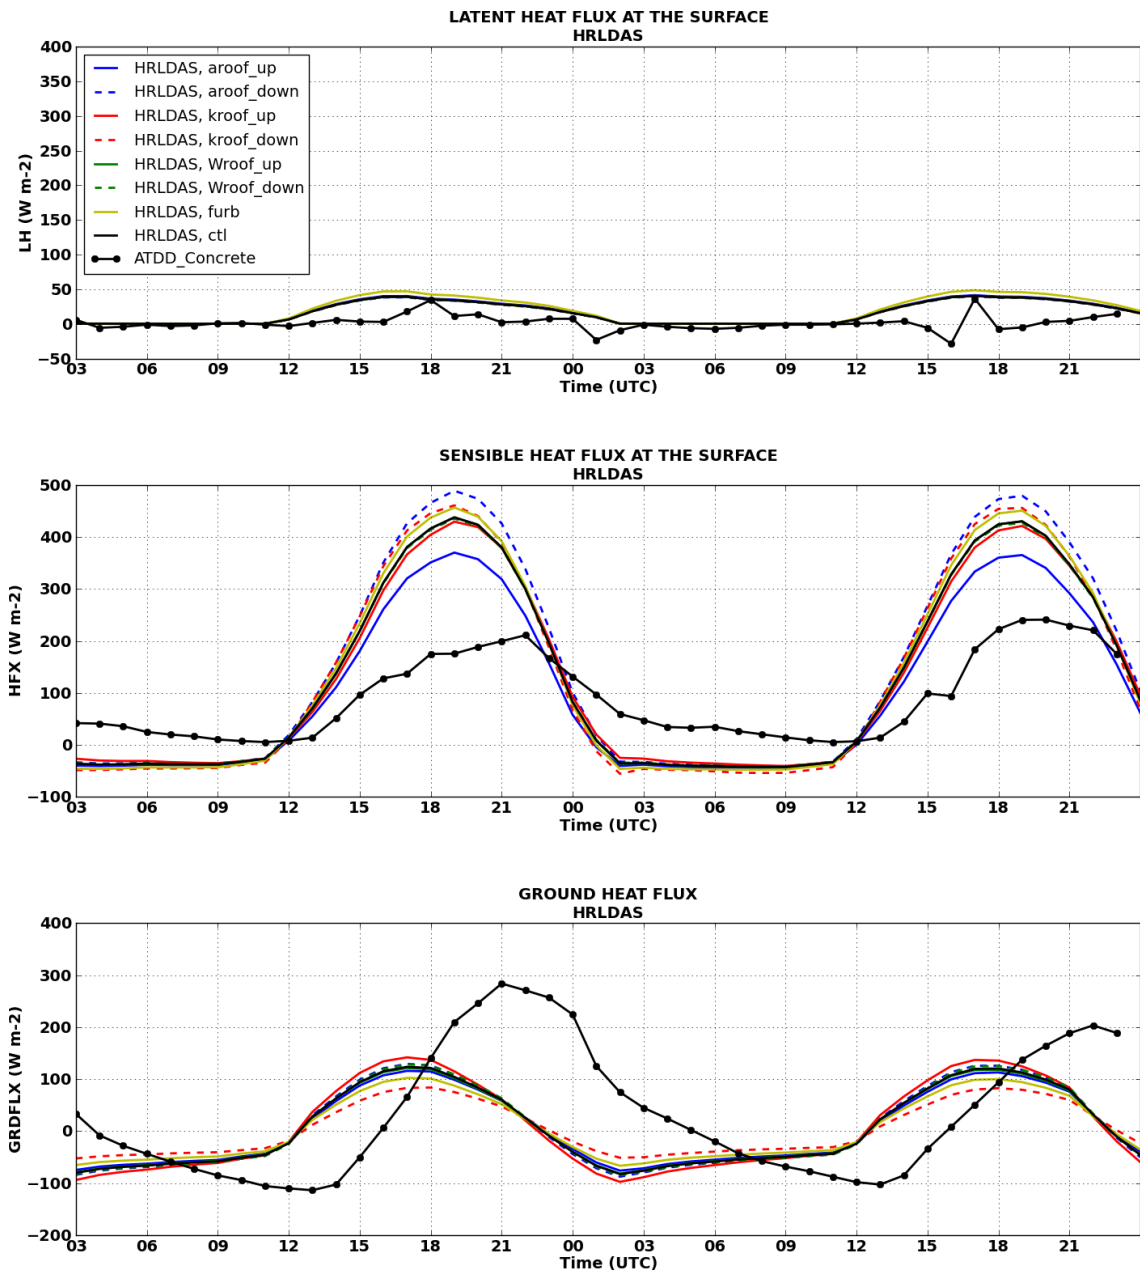 LATENT HEAT FLUX AT THE SURFACE
HRLDAS
LH (W m-2)
400
350
300
250
200
150
100
50
0
−50
HRLDAS, aroof_up
HRLDAS, aroof_down
HRLDAS, kroof_up
HRLDAS, kroof_down
HRLDAS, Wroof_up
HRLDAS, Wroof_down
HRLDAS, furb
HRLDAS, ctl
ATDD_Concrete
03 06 09 12 15 18 21 00 03 06 09 12 15 18 21
Time (UTC)
SENSIBLE HEAT FLUX AT THE SURFACE
HRLDAS
HFX (W m-2)
500
400
300
200
100
0
−100
03 06 09 12 15 18 21 00 03 06 09 12 15 18 21
Time (UTC)
GROUND HEAT FLUX
HRLDAS
GRDFLX (W m-2)
400
300
200
100
0
−100
−200
03 06 09 12 15 18 21 00 03 06 09 12 15 18 21
Time (UTC)